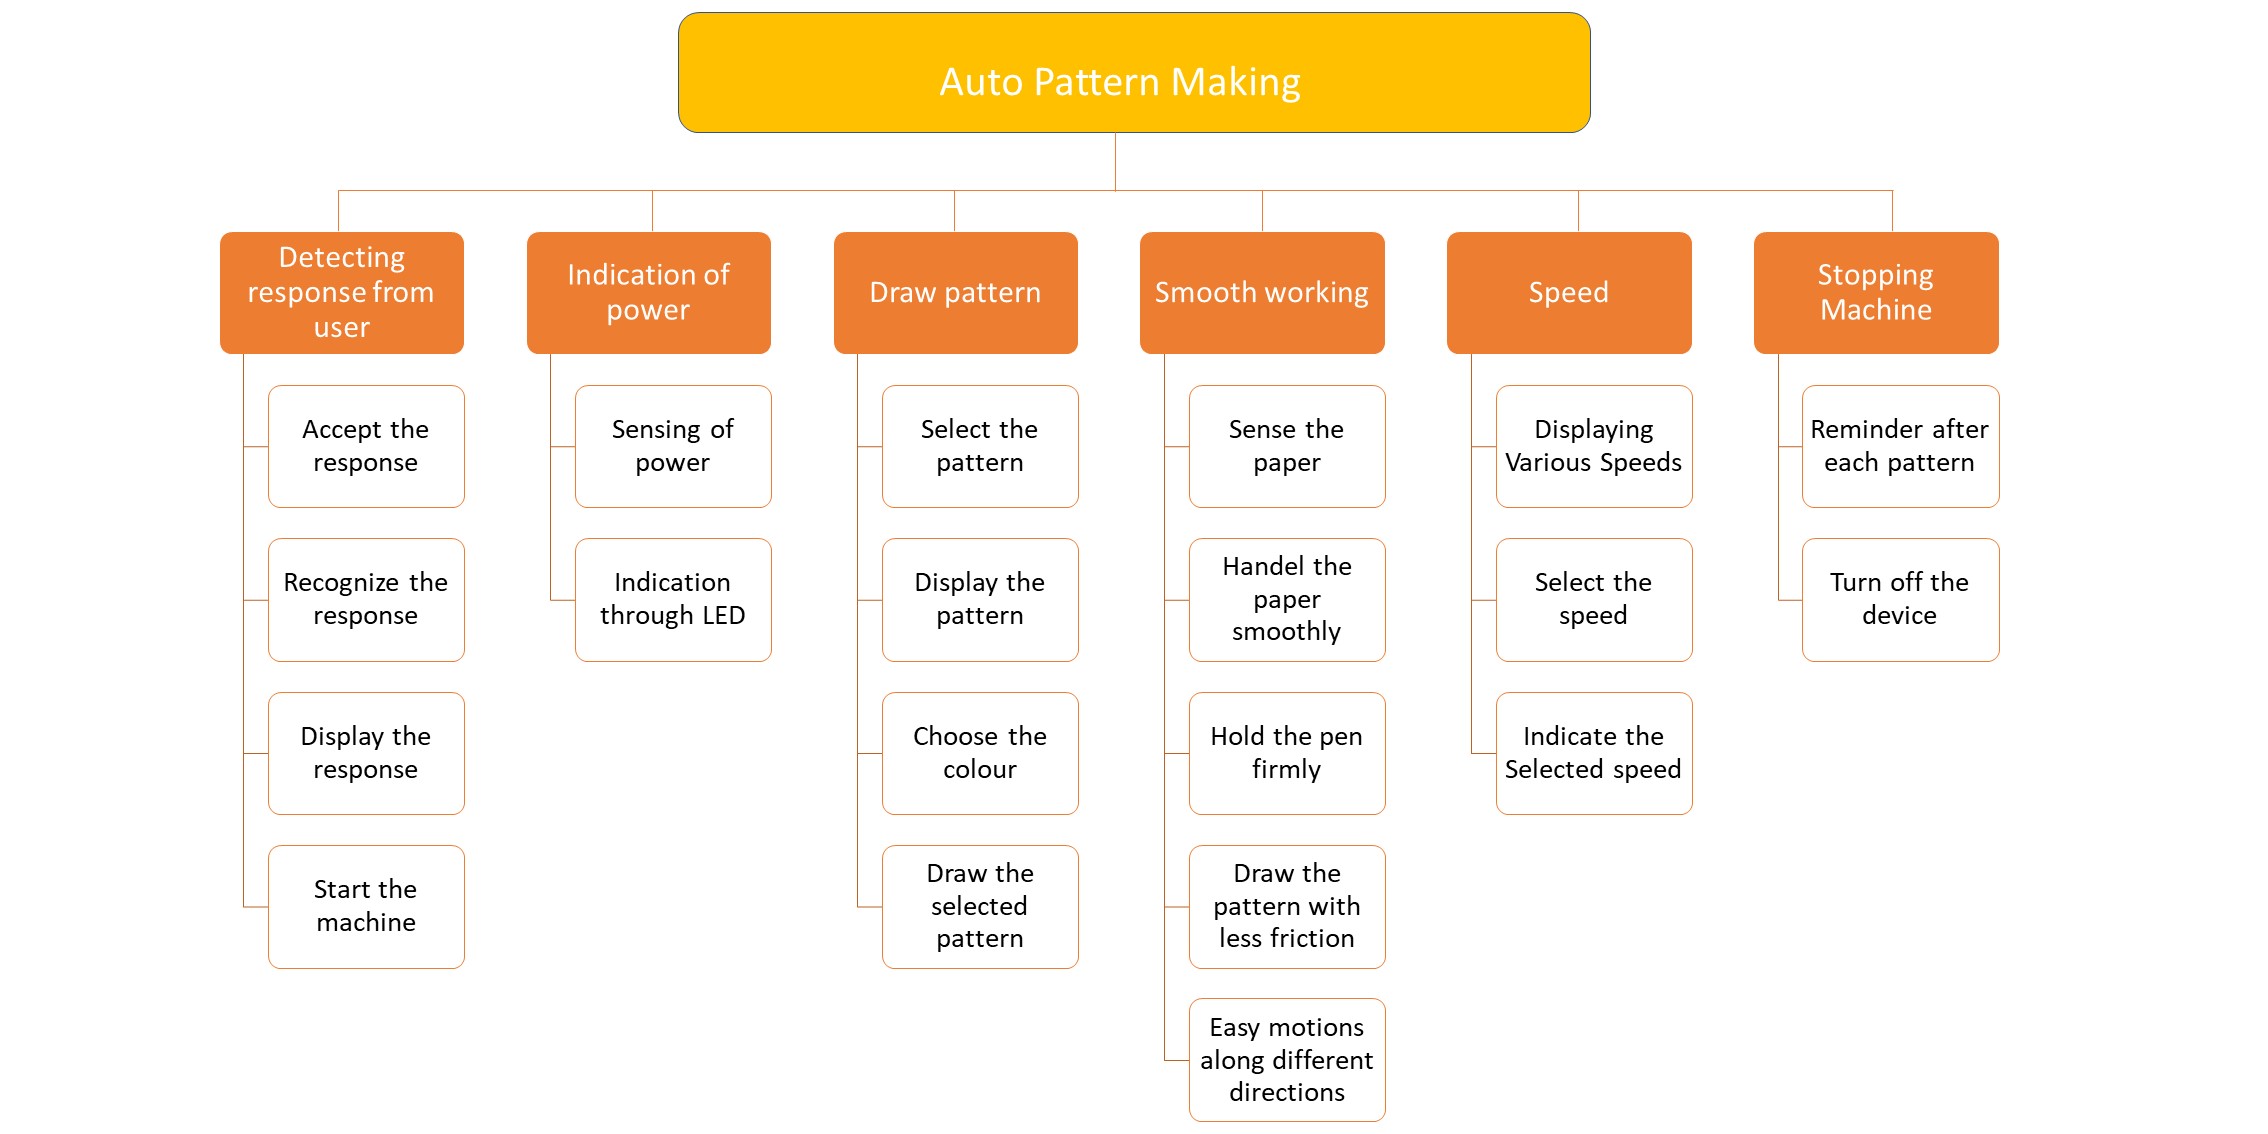 Auto Pattern Making
Detecting
response from
user
Indication of
power
Draw pattern
Smooth working
Speed
Stopping
Machine
Accept the
response
Recognize the
response
Display the
response
Start the
machine
Sensing of
power
Indication
through LED
Select the
pattern
Display the
pattern
Choose the
colour
Draw the
selected
pattern
Sense the
paper
Handel the
paper
smoothly
Hold the pen
firmly
Draw the
pattern with
less friction
Easy motions
along different
directions
Displaying
Various Speeds
Select the
speed
Indicate the
Selected speed
Reminder after
each pattern
Turn off the
device